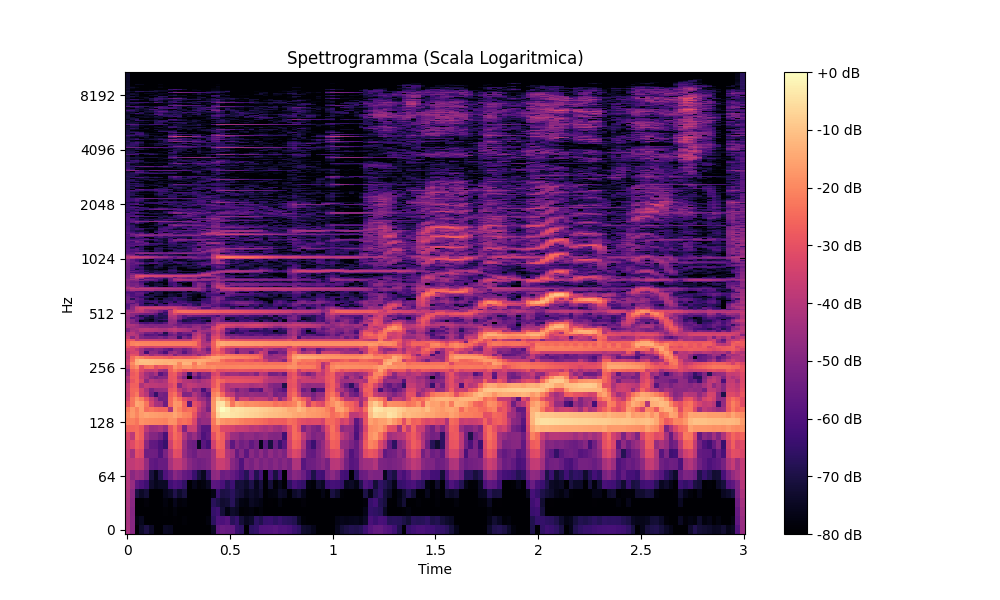 Spettrogramma (Scala Logaritmica)
Hz
8192
4096
2048
1024
512
256
128
64
0
0
0.5
1
1.5
2
2.5
3
Time
+0 dB
-10 dB
-20 dB
-30 dB
-40 dB
-50 dB
-60 dB
-70 dB
-80 dB